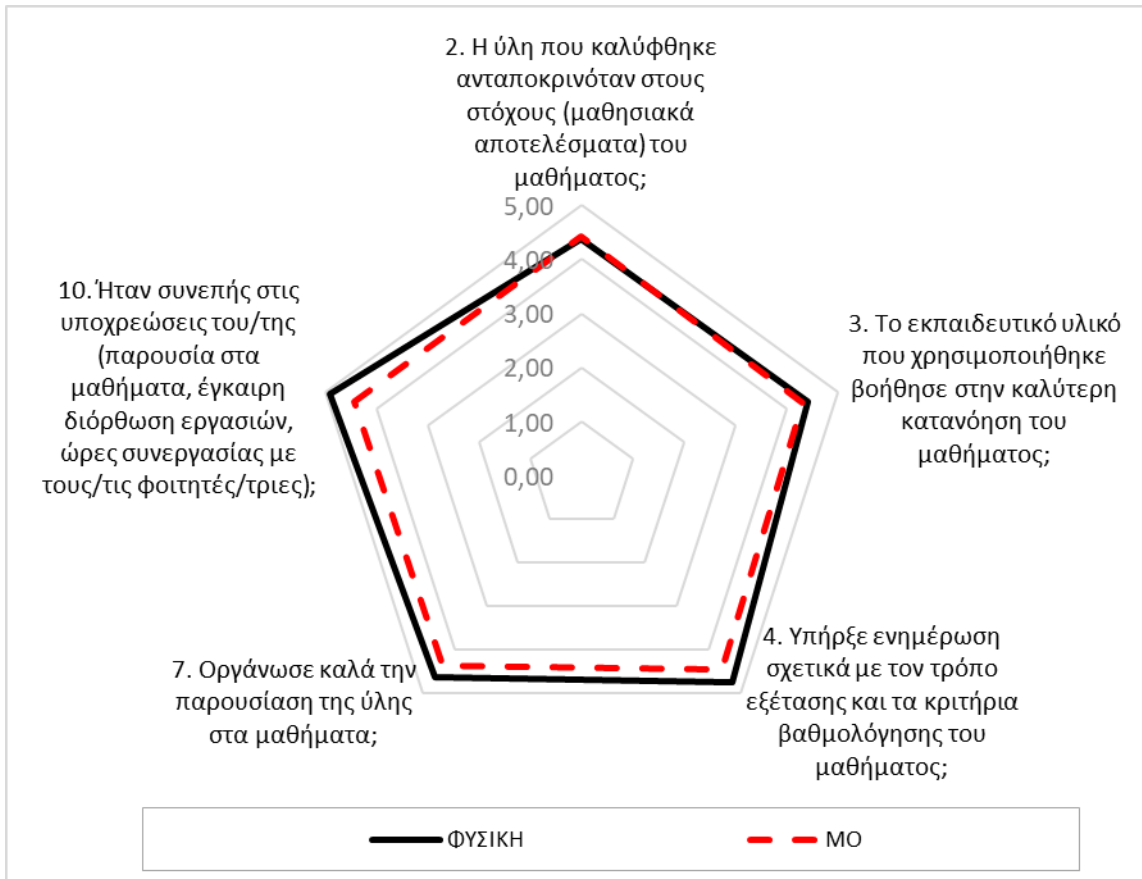 2. Η ύλη που καλύφθηκε
ανταποκρινόταν στους
στόχους (μαθησιακά
αποτελέσματα) του
μαθήματος;
5,00
4,00
3,00
2,00
1,00
0,00
3. Το εκπαιδευτικό υλικό
που χρησιμοποιήθηκε
βοήθησε στην καλύτερη
κατανόηση του
μαθήματος;
4. Υπήρξε ενημέρωση
σχετικά με τον τρόπο
εξέτασης και τα κριτήρια
βαθμολόγησης του
μαθήματος;
7. Οργάνωσε καλά την
παρουσίαση της ύλης
στα μαθήματα;
10. Ήταν συνεπής στις
υποχρεώσεις του/της
(παρουσία στα
μαθήματα, έγκαιρη
διόρθωση εργασιών,
ώρες συνεργασίας με
τους/τις φοιτητές/τριες);
ΦΥΣΙΚΗ
ΜΟ